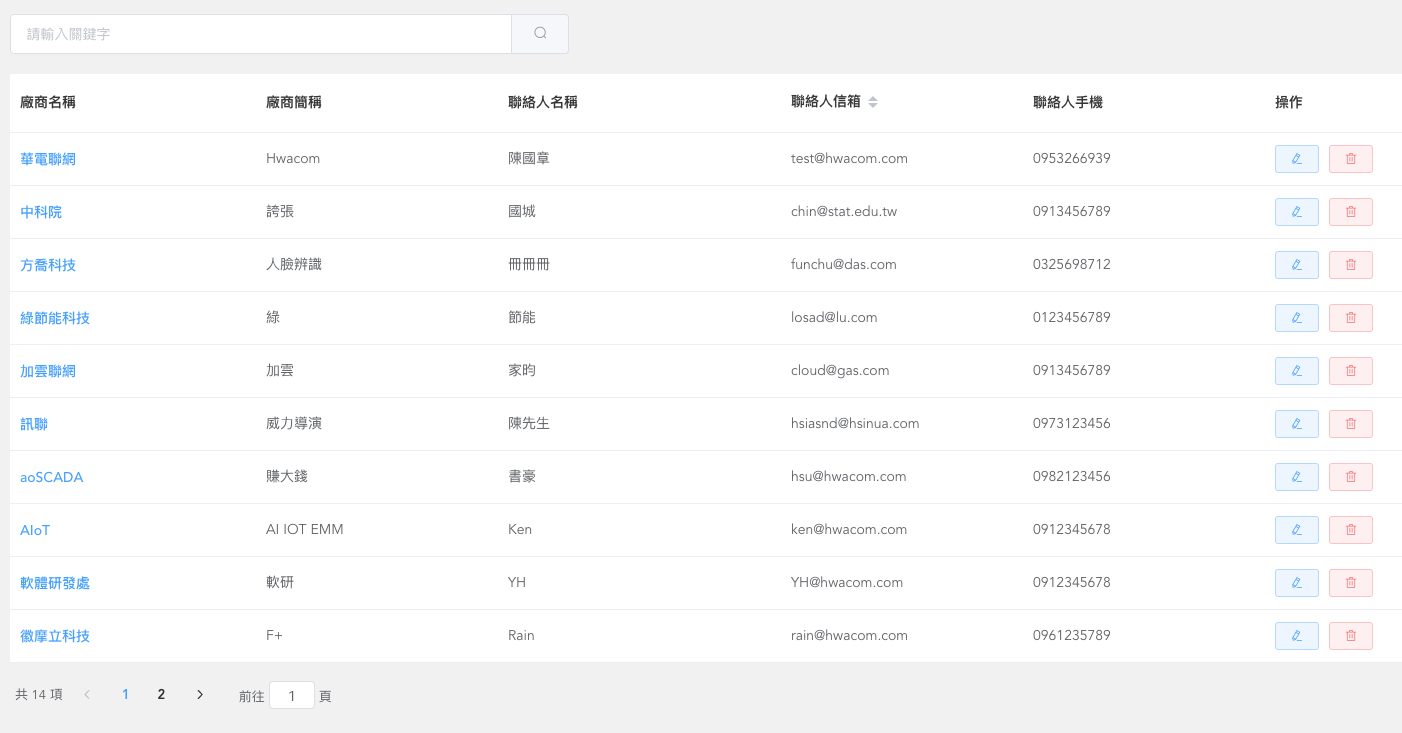 請輸入關鍵字
廠商名稱 廠商簡稱 聯絡人名稱 聯絡人信箱 聯絡人手機 操作
華電聯網 Hwacom 陳國章 test@hwacom.com 0953266939
中科院 誇張 國城 chin@stat.edu.tw 0913456789
方喬科技 人臉辨識 冊冊冊 funchu@das.com 0325698712
綠節能科技 綠 節能 losad@lu.com 0123456789
加雲聯網 加雲 家昀 cloud@gas.com 0913456789
訊聯 威力導演 陳先生 hsiasnd@hsinua.com 0973123456
aoSCADA 賺大錢 書豪 hsu@hwacom.com 0982123456
AIoT AI IOT EMM Ken ken@hwacom.com 0912345678
軟體研發處 軟研 YH YH@hwacom.com 0912345678
徽摩立科技 F+ Rain rain@hwacom.com 0961235789
共 14 項 1 2 前往 1 頁